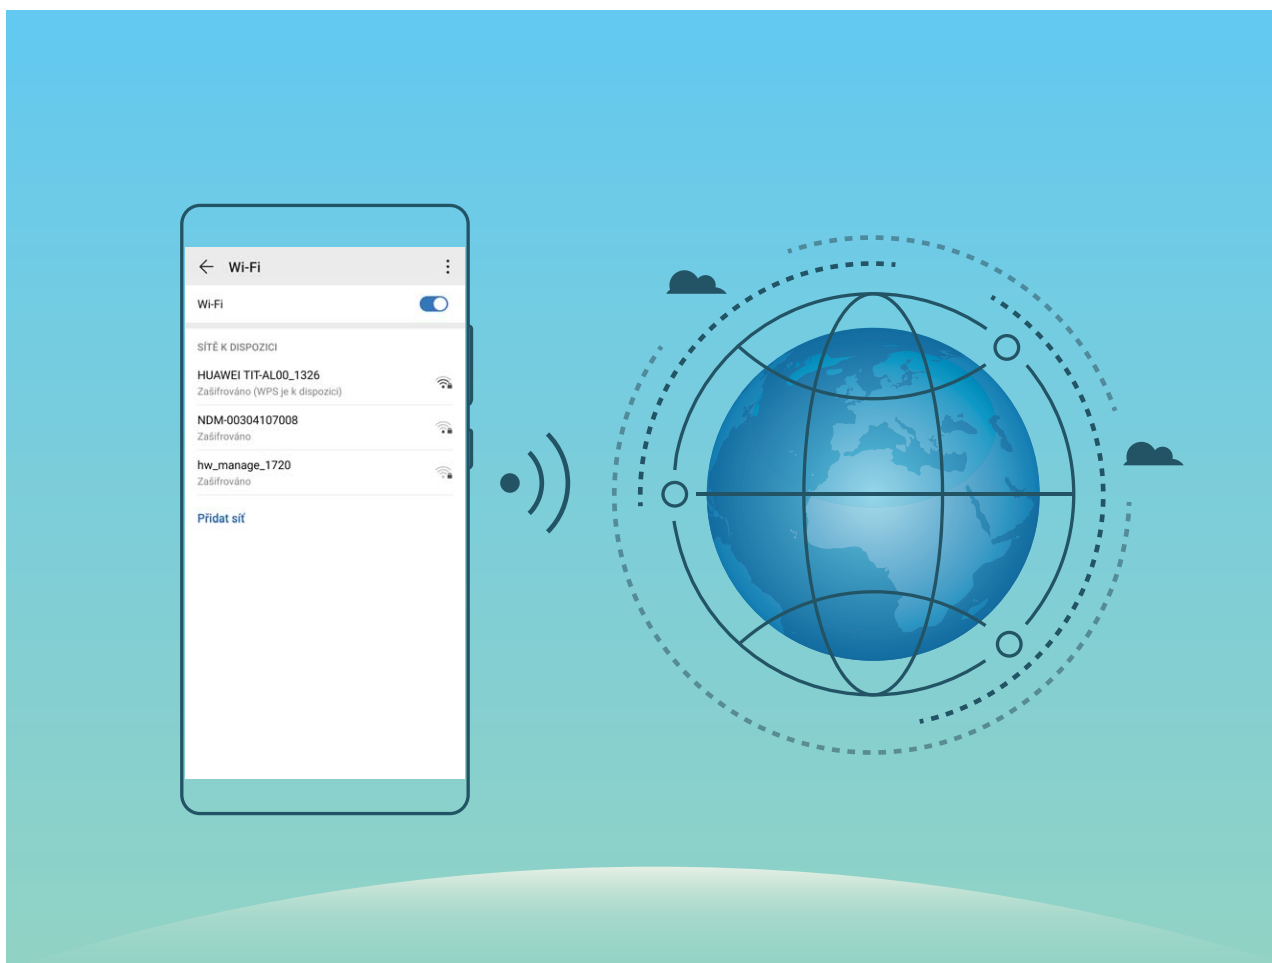 Wi-Fi
Wi-Fi
SÍTĚ K DISPOZICI
HUAWEI TIT-AL00_1326
Zašifrováno (WPS je k dispozici)
NDM-00304107008
Zašifrováno
hw_manage_1720
Zašifrováno
Přidat síť